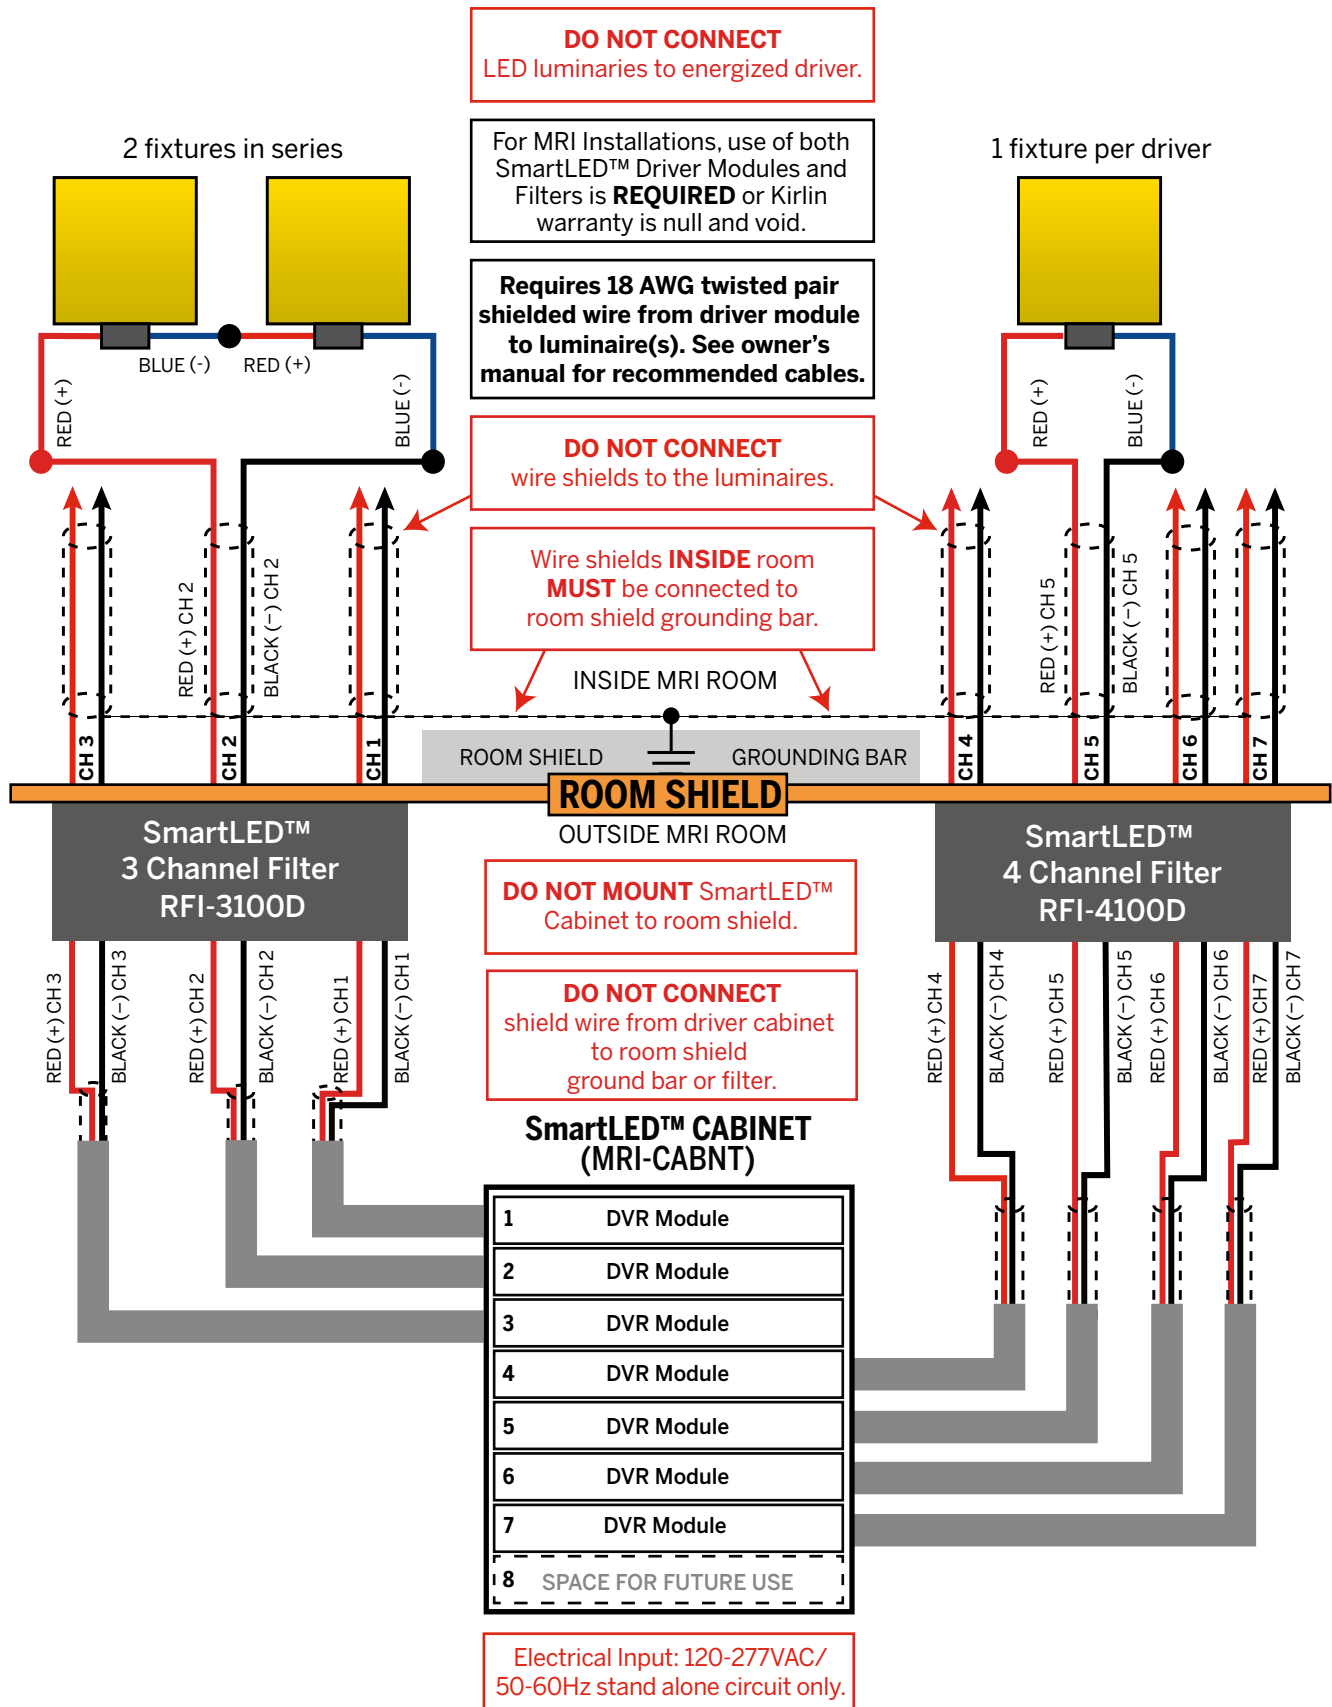 DO NOT CONNECT
LED luminaries to energized driver.
2 fixtures in series
For MRI Installations, use of both
SmartLED™ Driver Modules and
Filters is REQUIRED or Kirlin
warranty is null and void.
1 fixture per driver
Requires 18 AWG twisted pair
shielded wire from driver module
to luminaire(s). See owner's
manual for recommended cables.
BLUE (-)
RED (+)
RED (+)
BLUE (-)
RED (+)
BLUE (-)
DO NOT CONNECT
wire shields to the luminaires.
Wire shields INSIDE room
MUST be connected to
room shield grounding bar.
RED (+) CH 2
BLACK (−) CH 2
RED (+) CH 5
BLACK (−) CH 5
INSIDE MRI ROOM
CH 3
CH 2
CH 1
ROOM SHIELD
GROUNDING BAR
CH 4
CH 5
CH 6
CH 7
ROOM SHIELD
OUTSIDE MRI ROOM
SmartLED™
3 Channel Filter
RFI-3100D
SmartLED™
4 Channel Filter
RFI-4100D
DO NOT MOUNT SmartLED™
Cabinet to room shield.
RED (+) CH 3
BLACK (−) CH 3
RED (+) CH 2
BLACK (−) CH 2
RED (+) CH 1
BLACK (−) CH 1
DO NOT CONNECT
shield wire from driver cabinet
to room shield
ground bar or filter.
RED (+) CH 4
BLACK (−) CH 4
RED (+) CH 5
BLACK (−) CH 5
RED (+) CH 6
BLACK (−) CH 6
RED (+) CH 7
BLACK (−) CH 7
SmartLED™ CABINET
(MRI-CABNT)
1 DVR Module
2 DVR Module
3 DVR Module
4 DVR Module
5 DVR Module
6 DVR Module
7 DVR Module
8 SPACE FOR FUTURE USE
Electrical Input: 120-277VAC/
50-60Hz stand alone circuit only.